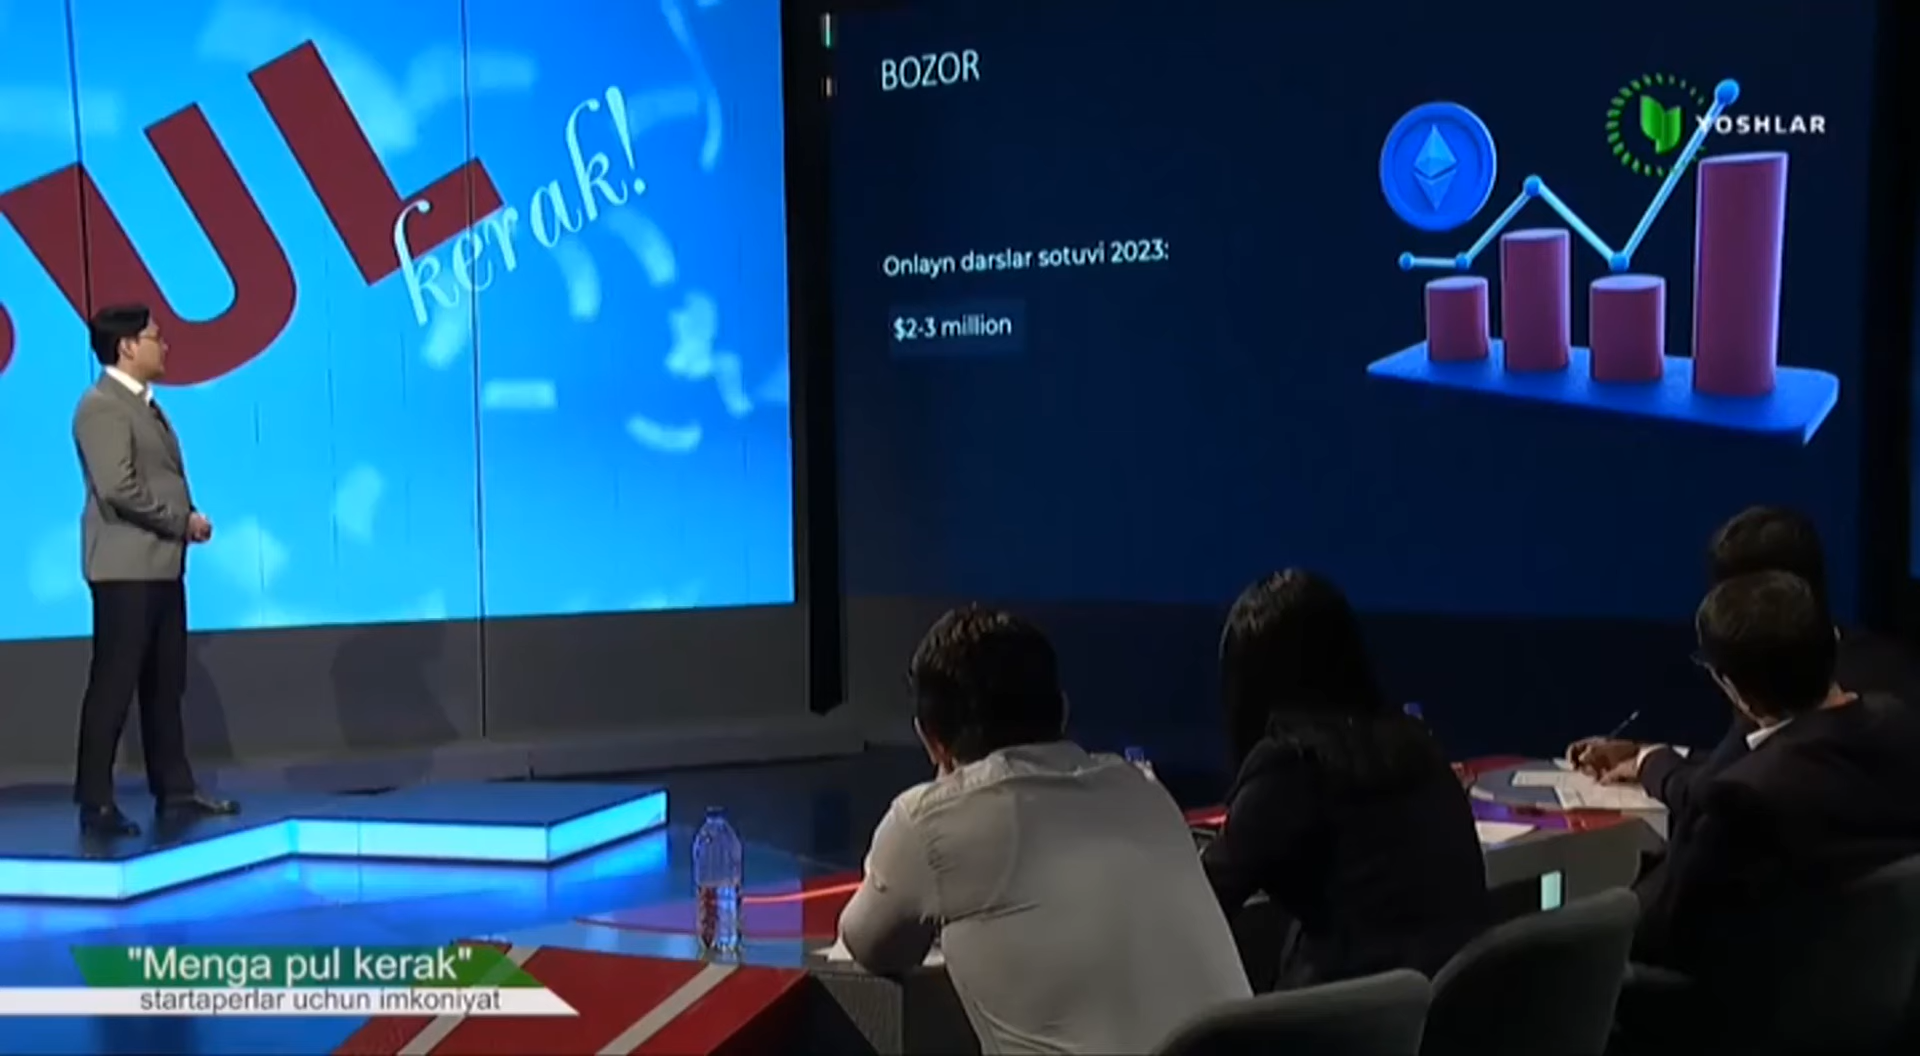 PUL
kerak!
BOZOR
YOSHLAR
Onlayn darslar sotuvi 2023:
$2-3 million
"Menga pul kerak"
startaperlar uchun imkoniyat